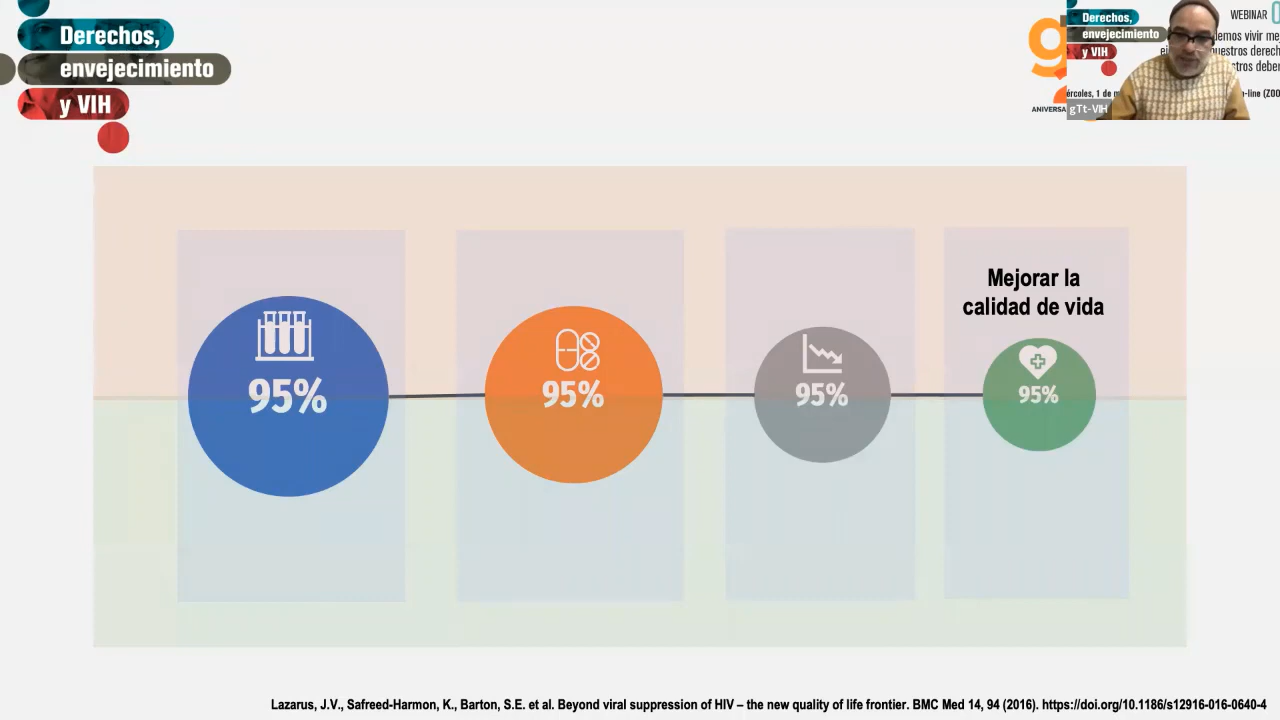 Derechos,
envejecimiento
y VIH
Derechos,
envejecimiento
y VIH
WEBINAR
ANIVERSA
gTt-VIH
Mejorar la
calidad de vida
95%
95%
95%
95%
Lazarus, J.V., Safreed-Harmon, K., Barton, S.E. et al. Beyond viral suppression of HIV – the new quality of life frontier. BMC Med 14, 94 (2016). https://doi.org/10.1186/s12916-016-0640-4